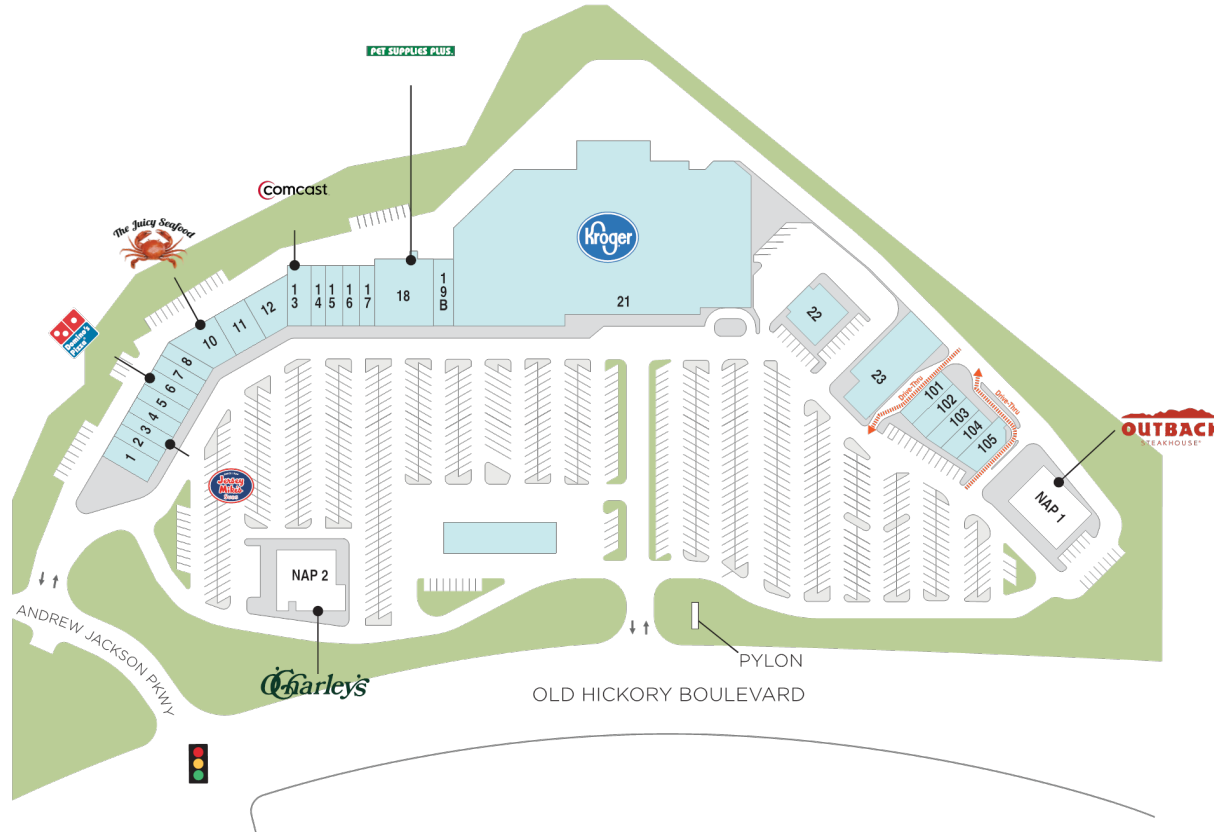 PET SUPPLIES PLUS.
comcast
The Juicy Seafood
Domino's
Pizza
Kroger
1
2
3
4
5
6
7
8
10
11
12
13
14
15
16
17
18
19B
21
22
23
Drive-Thru
Drive-Thru
101
102
103
104
105
OUTBACK
STEAKHOUSE
NAP 1
Jersey
Mike's
SUBS
NAP 2
O'Charley's
ANDREW JACKSON PKWY
PYLON
OLD HICKORY BOULEVARD